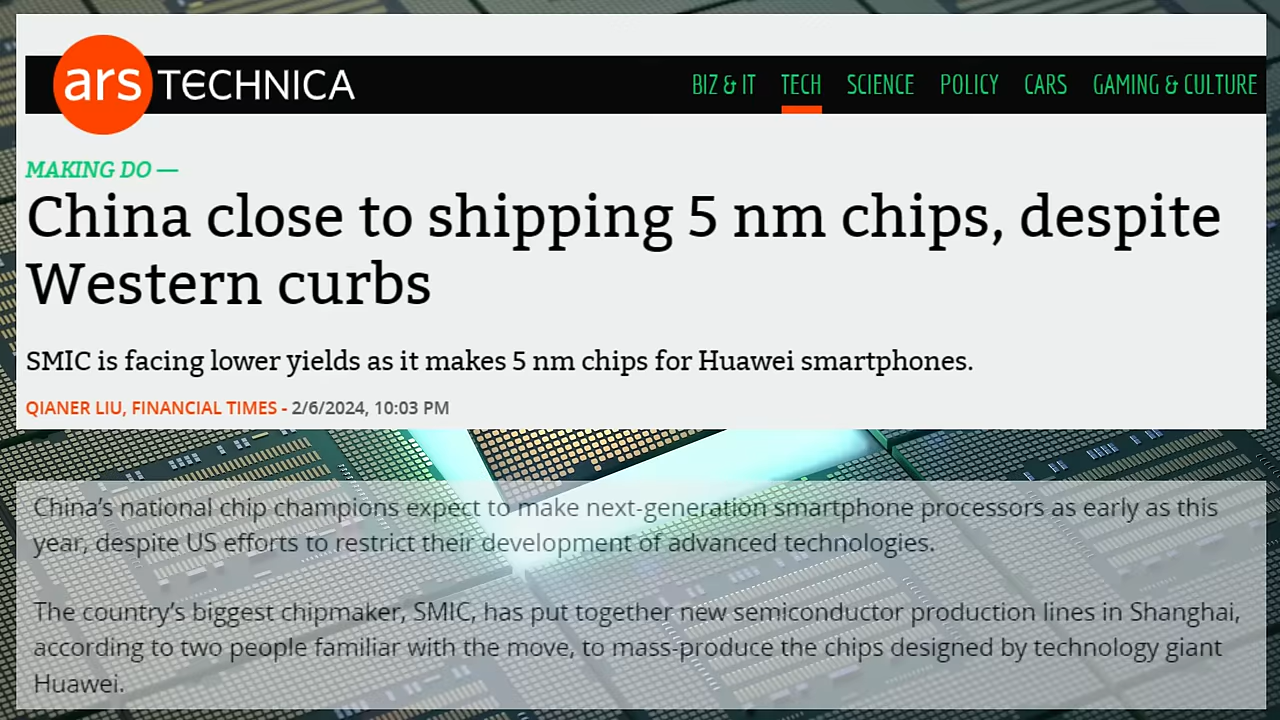 ars TECHNICA
BIZ & IT TECH SCIENCE POLICY CARS GAMING & CULTURE
MAKING DO —
China close to shipping 5 nm chips, despite
Western curbs
SMIC is facing lower yields as it makes 5 nm chips for Huawei smartphones.
QIANER LIU, FINANCIAL TIMES - 2/6/2024, 10:03 PM
China’s national chip champions expect to make next-generation smartphone processors as early as this
year, despite US efforts to restrict their development of advanced technologies.
The country’s biggest chipmaker, SMIC, has put together new semiconductor production lines in Shanghai,
according to two people familiar with the move, to mass-produce the chips designed by technology giant
Huawei.